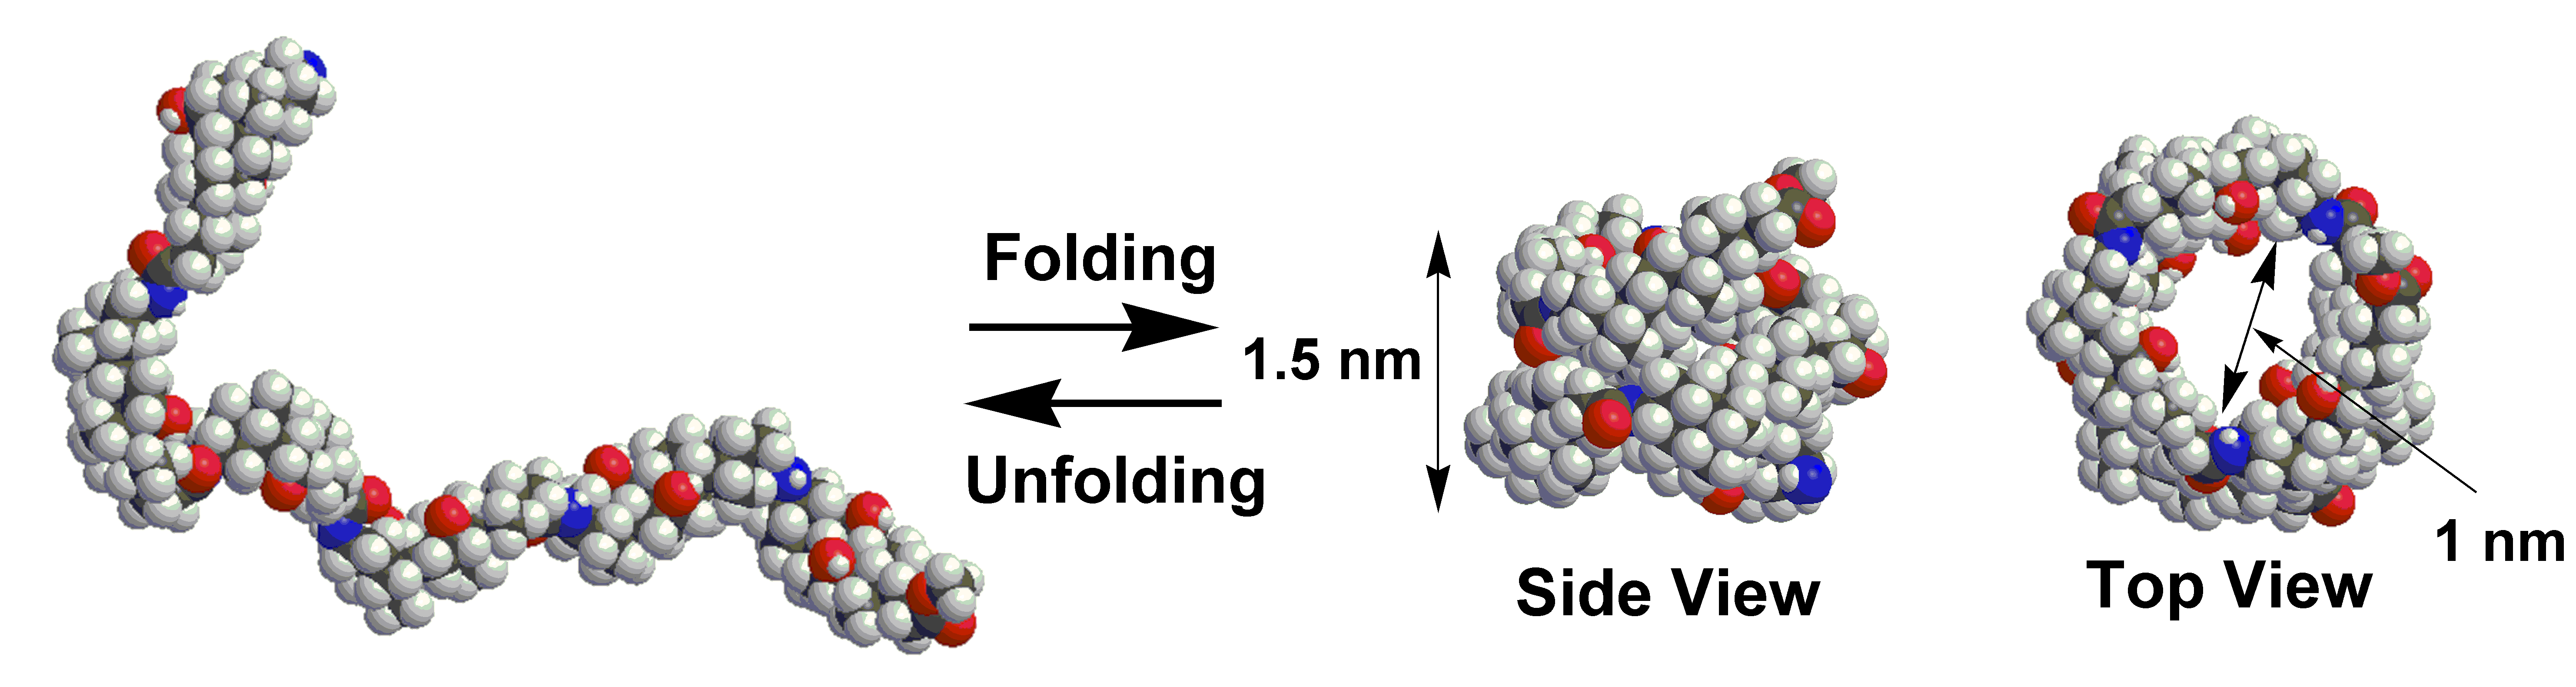 Folding
Unfolding
1.5 nm
Side View
Top View
1 nm